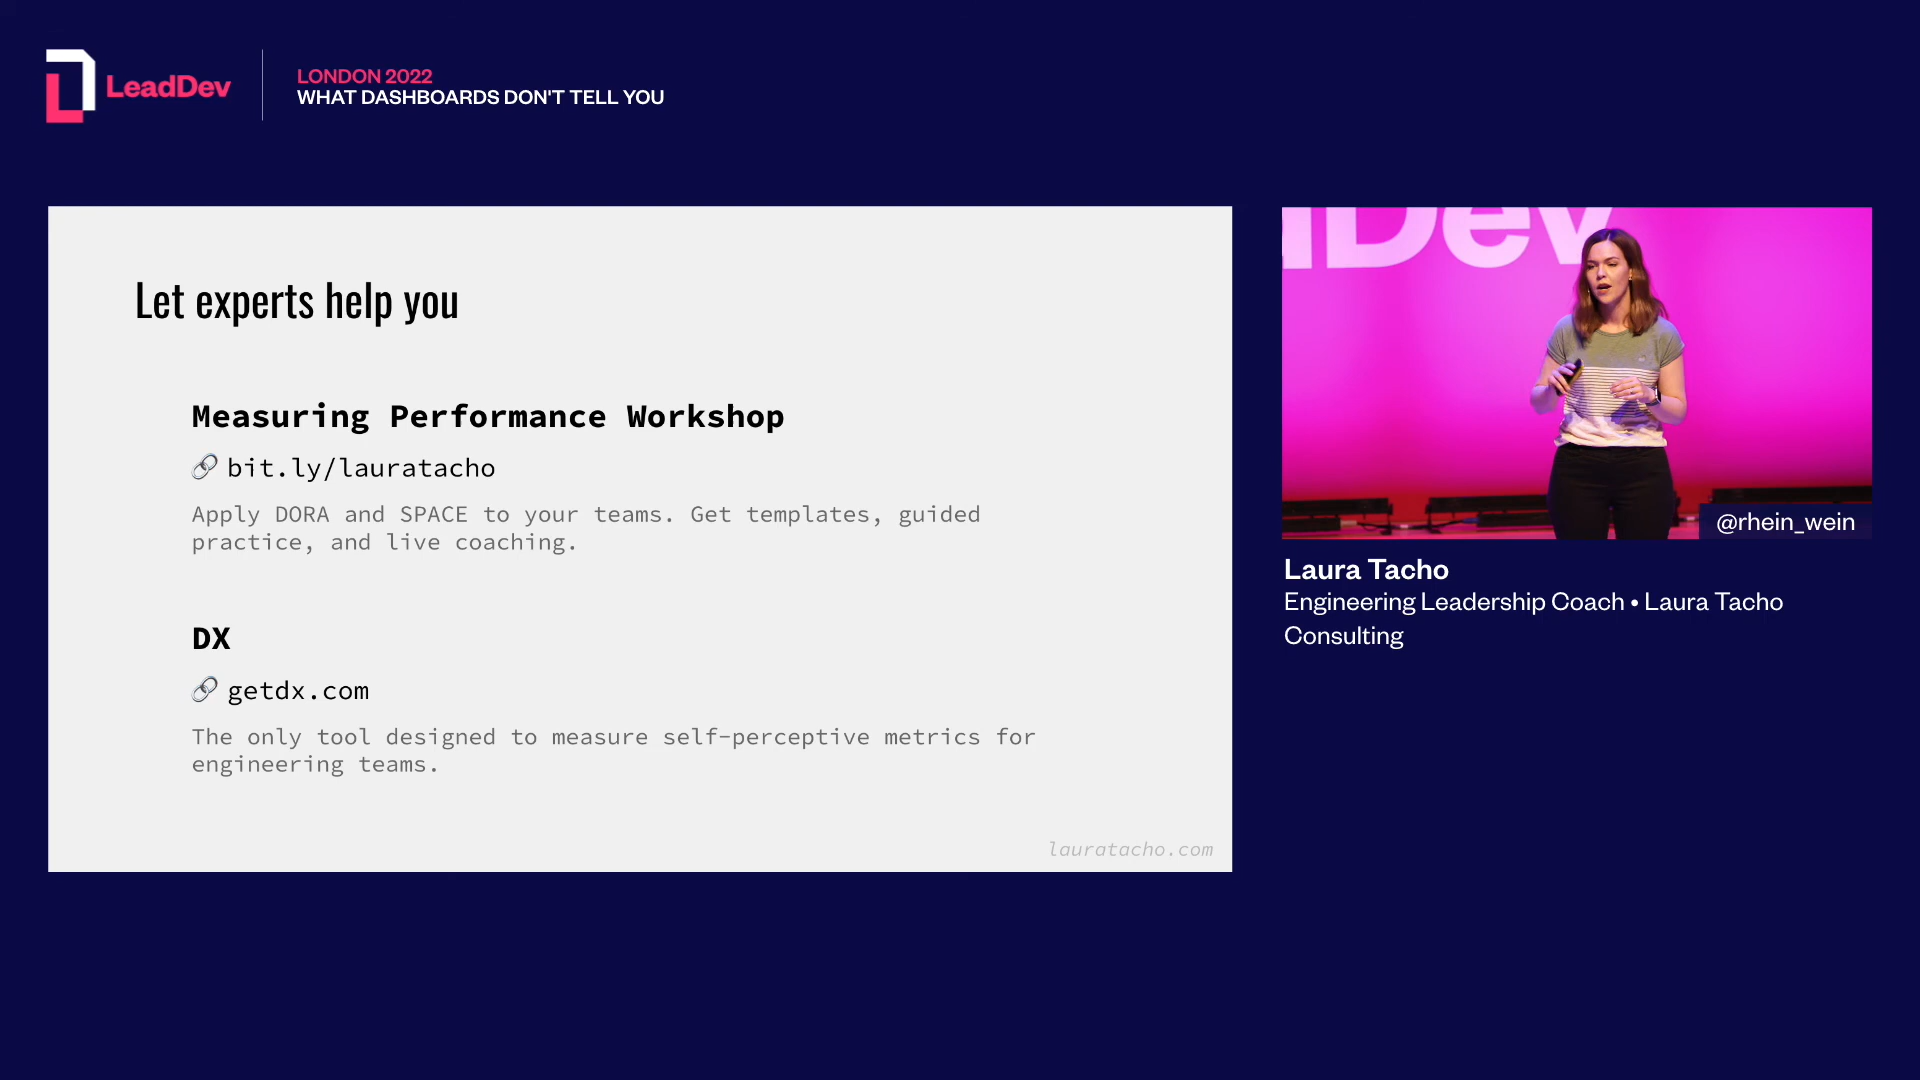 LeadDev
LONDON 2022
WHAT DASHBOARDS DON'T TELL YOU
Let experts help you
Measuring Performance Workshop
🔗 bit.ly/lauratacho
Apply DORA and SPACE to your teams. Get templates, guided
practice, and live coaching.
DX
🔗 getdx.com
The only tool designed to measure self-perceptive metrics for
engineering teams.
lauratacho.com
Dev
@rhein_wein
Laura Tacho
Engineering Leadership Coach • Laura Tacho
Consulting